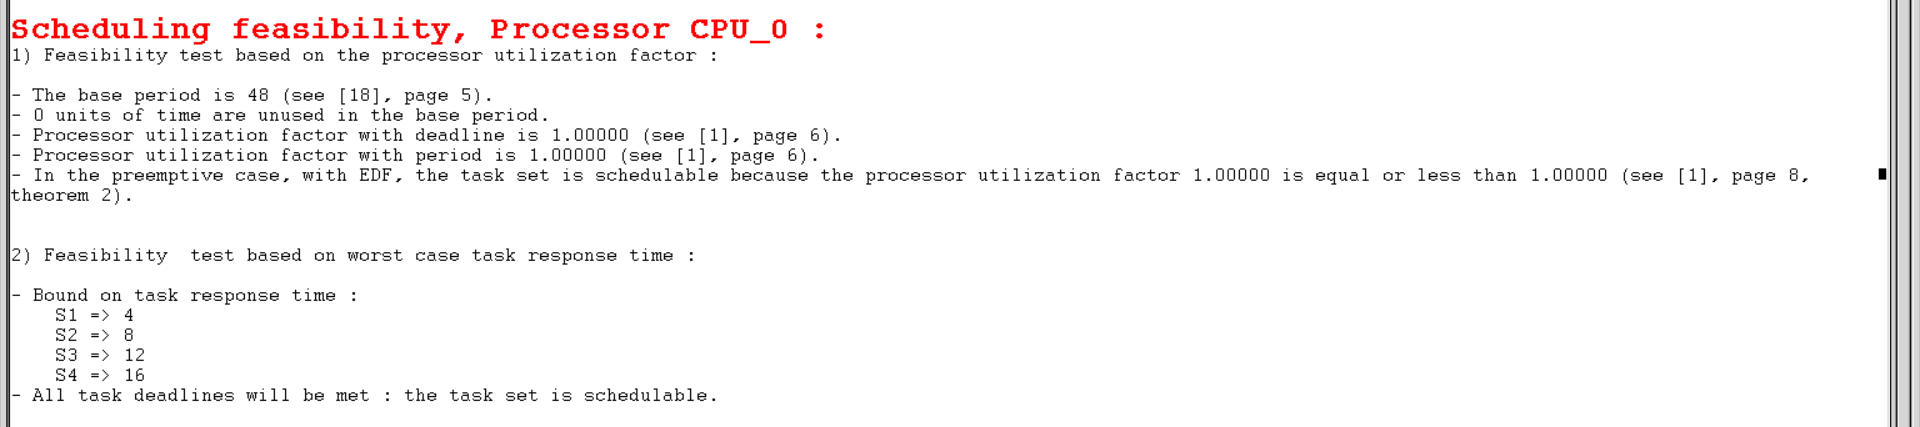 Scheduling feasibility, Processor CPU_0 :
1) Feasibility test based on the processor utilization factor :
- The base period is 48 (see [18], page 5).
- 0 units of time are unused in the base period.
- Processor utilization factor with deadline is 1.00000 (see [1], page 6).
- Processor utilization factor with period is 1.00000 (see [1], page 6).
- In the preemptive case, with EDF, the task set is schedulable because the processor utilization factor 1.00000 is equal or less than 1.00000 (see [1], page 8,
theorem 2).
2) Feasibility  test based on worst case task response time :
- Bound on task response time :
S1 => 4
S2 => 8
S3 => 12
S4 => 16
- All task deadlines will be met : the task set is schedulable.